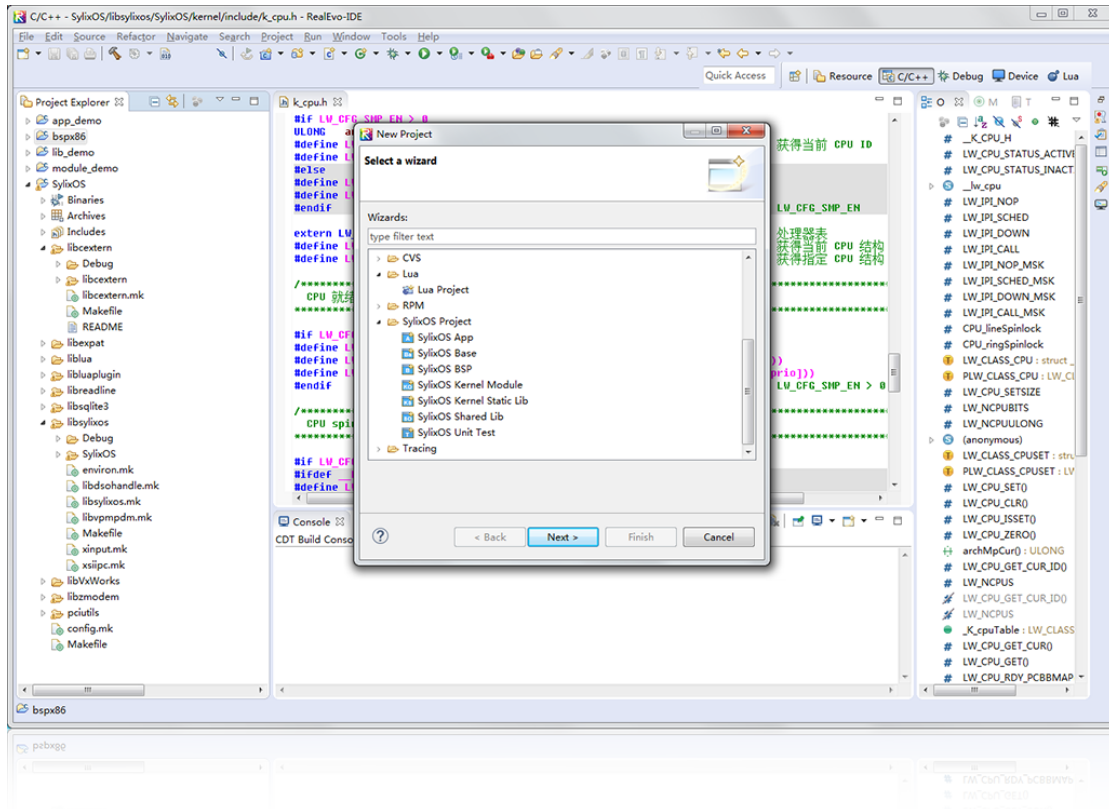 C/C++ - SylixOS/libsylixos/SylixOS/kernel/include/k_cpu.h - RealEvo-IDE
File Edit Source Refactor Navigate Search Project Run Window Tools Help
Quick Access
Resource
C/C++
Debug
Device
Lua
Project Explorer
app_demo
bspx86
lib_demo
module_demo
SylixOS
Binaries
Archives
Includes
libcextern
Debug
libcextern
libcextern.mk
Makefile
README
libexpat
liblua
libluaplugin
libreadline
libsqlite3
libsylixos
Debug
SylixOS
environ.mk
libdsohandle.mk
libsylixos.mk
libvpmpdm.mk
Makefile
xinput.mk
xsiipc.mk
libVxWorks
libzmodem
pciutils
config.mk
Makefile
k_cpu.h
#if LW_CFG_SMP_EN > 0
ULONG
#define
获得当前 CPU ID
#define
#else
#define
#define
#endif
LW_CFG_SMP_EN
extern
处理器表
#define
获得当前 CPU 结构
#define
获得指定 CPU 结构
#if
#define
#define
#define
prio]))
#endif
LW_CFG_SMP_EN > 0
#if
#ifdef
#define
New Project
Select a wizard
Wizards:
type filter text
CVS
Lua
Lua Project
RPM
SylixOS Project
SylixOS App
SylixOS Base
SylixOS BSP
SylixOS Kernel Module
SylixOS Kernel Static Lib
SylixOS Shared Lib
SylixOS Unit Test
Tracing
< Back
Next >
Finish
Cancel
Console
O
M
T
_K_CPU_H
LW_CPU_STATUS_ACTIVE
LW_CPU_STATUS_INACT
__lw_cpu
LW_IPI_NOP
LW_IPI_SCHED
LW_IPI_DOWN
LW_IPI_CALL
LW_IPI_NOP_MSK
LW_IPI_SCHED_MSK
LW_IPI_DOWN_MSK
LW_IPI_CALL_MSK
CPU_lineSpinlock
CPU_ringSpinlock
LW_CLASS_CPU : struct _
PLW_CLASS_CPU : LW_Cl
LW_CPU_SETSIZE
LW_NCPUBITS
LW_NCPUULONG
(anonymous)
LW_CLASS_CPUSET : stru
PLW_CLASS_CPUSET : LW
LW_CPU_SET()
LW_CPU_CLR()
LW_CPU_ISSET()
LW_CPU_ZERO()
archMpCur() : ULONG
LW_CPU_GET_CUR_ID()
LW_NCPUS
LW_CPU_GET_CUR_ID()
LW_NCPUS
_K_cpuTable : LW_CLASS
LW_CPU_GET_CUR()
LW_CPU_GET()
LW_CPU_RDY_PCBBMAP
bspx86